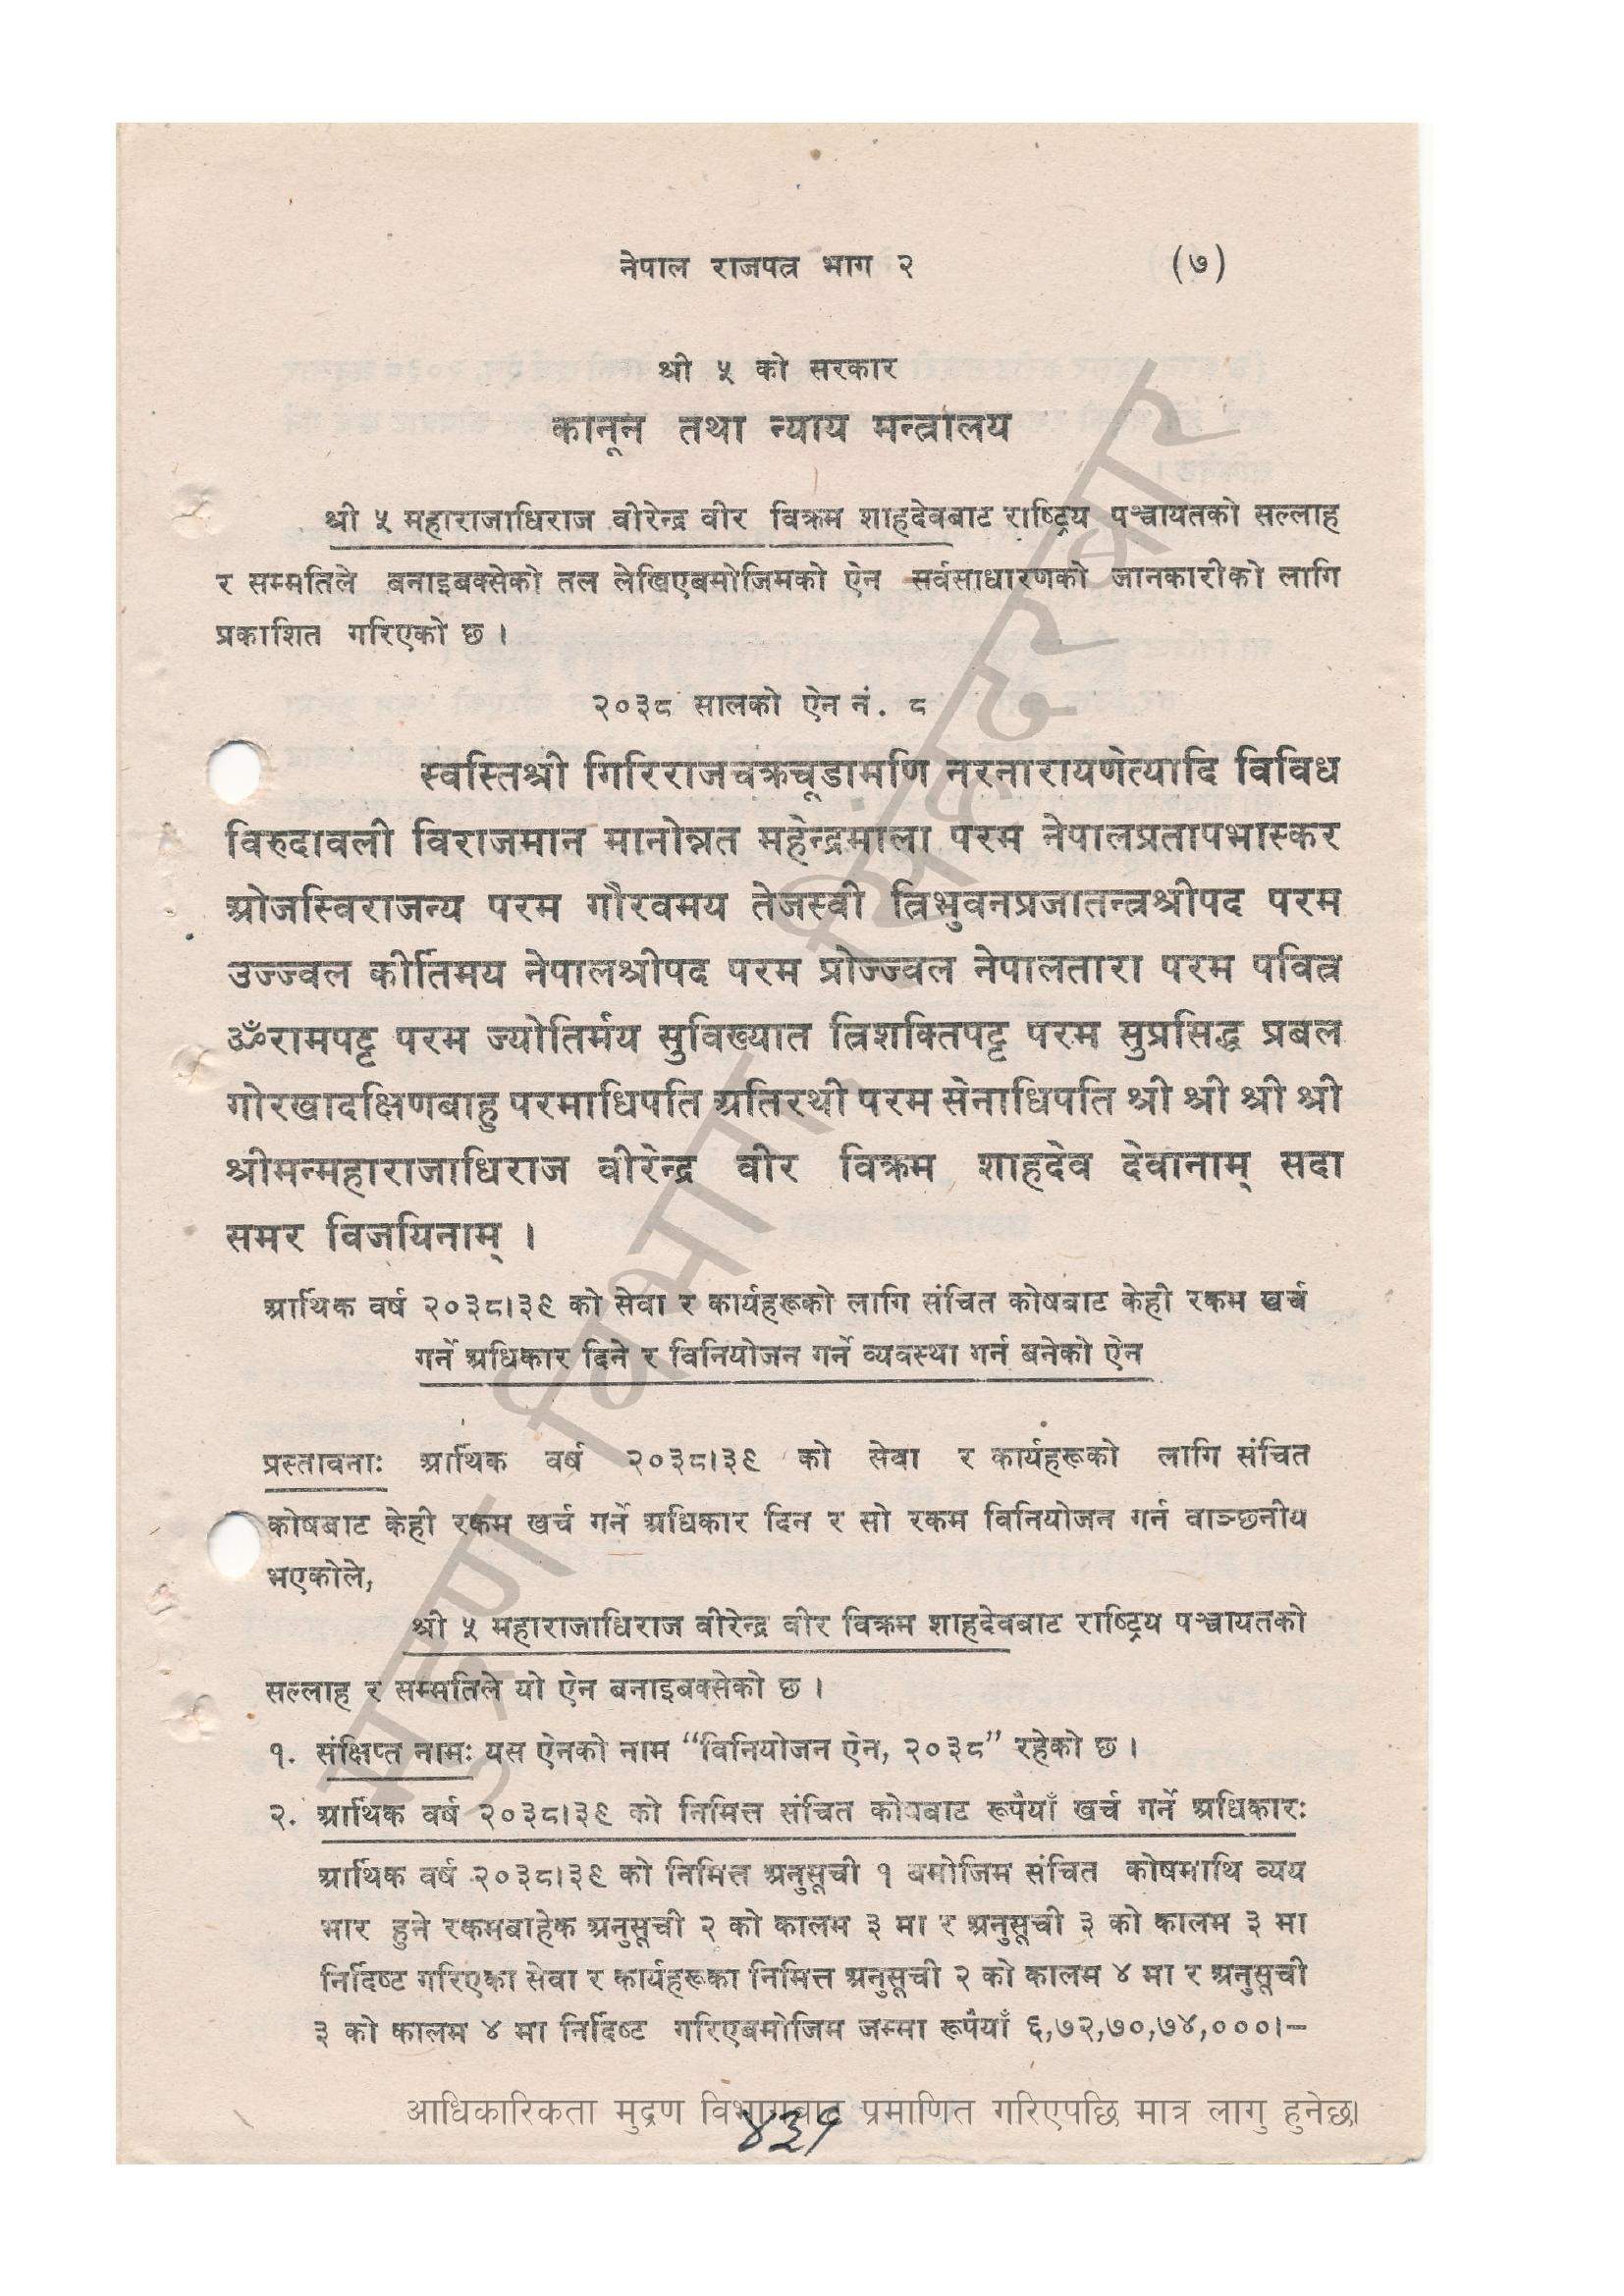 नेपाल राजपत्र भाग २ (७)
श्री ५ को सरकार
कानून तथा न्याय मन्त्रालय
श्री ५ महाराजाधिराज वीरेन्द्र वीर विक्रम शाहदेवबाट राष्ट्रिय पञ्चायतको सल्लाह
र सम्मतिले बनाइबक्सेको तल लेखिएबमोजिमको ऐन सर्वसाधारणको जानकारीको लागि
प्रकाशित गरिएको छ ।
२०३८ सालको ऐन नं. ८
स्वस्तिश्री गिरिराजचक्रचूडामणि नरनारायणेत्यादि विविध
विरुदावली विराजमान मानोन्नत महेन्द्रमाला परम नेपालप्रतापभास्कर
ओजस्विराजन्य परम गौरवमय तेजस्वी त्रिभुवनप्रजातन्त्रश्रीपद परम
उज्ज्वल कीर्तिमय नेपालश्रीपद परम प्रोज्ज्वल नेपालतारा परम पवित्र
ॐरामपट्ट परम ज्योतिर्मय सुविख्यात त्रिशक्तिपट्ट परम सुप्रसिद्ध प्रबल
गोरखादक्षिणबाहु परमाधिपति अतिरथी परम सेनाधिपति श्री श्री श्री श्री
श्रीमन्महाराजाधिराज वीरेन्द्र वीर विक्रम शाहदेव देवानाम् सदा
समर विजयिनाम् ।
आर्थिक वर्ष २०३८।३९ को सेवा र कार्यहरूको लागि संचित कोषबाट केही रकम खर्च
गर्ने अधिकार दिने र विनियोजन गर्ने व्यवस्था गर्न बनेको ऐन
प्रस्तावनाः आर्थिक वर्ष २०३८।३९ को सेवा र कार्यहरूको लागि संचित
कोषबाट केही रकम खर्च गर्ने अधिकार दिन र सो रकम विनियोजन गर्न वाञ्छनीय
भएकोले,
श्री ५ महाराजाधिराज वीरेन्द्र वीर विक्रम शाहदेवबाट राष्ट्रिय पञ्चायतको
सल्लाह र सम्मतिले यो ऐन बनाइबक्सेको छ ।
१. संक्षिप्त नामः यस ऐनको नाम “विनियोजन ऐन, २०३८” रहेको छ ।
२. आर्थिक वर्ष २०३८।३९ को निमित्त संचित कोषबाट रूपैयाँ खर्च गर्ने अधिकारः
आर्थिक वर्ष २०३८।३९ को निमित्त अनुसूची १ बमोजिम संचित कोषमाथि व्यय
भार हुने रकमबाहेक अनुसूची २ को कालम ३ मा र अनुसूची ३ को कालम ३ मा
निर्दिष्ट गरिएका सेवा र कार्यहरूका निमित्त अनुसूची २ को कालम ४ मा र अनुसूची
३ को कालम ४ मा निर्दिष्ट गरिएबमोजिम जम्मा रूपैयाँ ६,७२,७०,७४,०००।–
आधिकारिकता मुद्रण विभागबाट प्रमाणित गरिएपछि मात्र लागु हुनेछ।
४३५
मुद्रण विभाग, सिंहदरबार